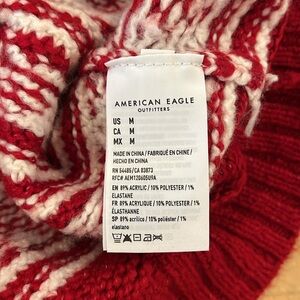 AMERICAN EAGLE
OUTFITTERS
US M
CA M
MX M
MADE IN CHINA / FABRIQUÉ EN CHINE /
HECHO EN CHINA
RN 54485/CA 03873
RFC# AEM120605U9A
EN 89% ACRYLIC / 10% POLYESTER / 1%
ELASTANE
FR 89% ACRYLIQUE / 10% POLYESTER / 1%
ÉLASTHANNE
SP 89% acrílico / 10% poliéster / 1%
elastano